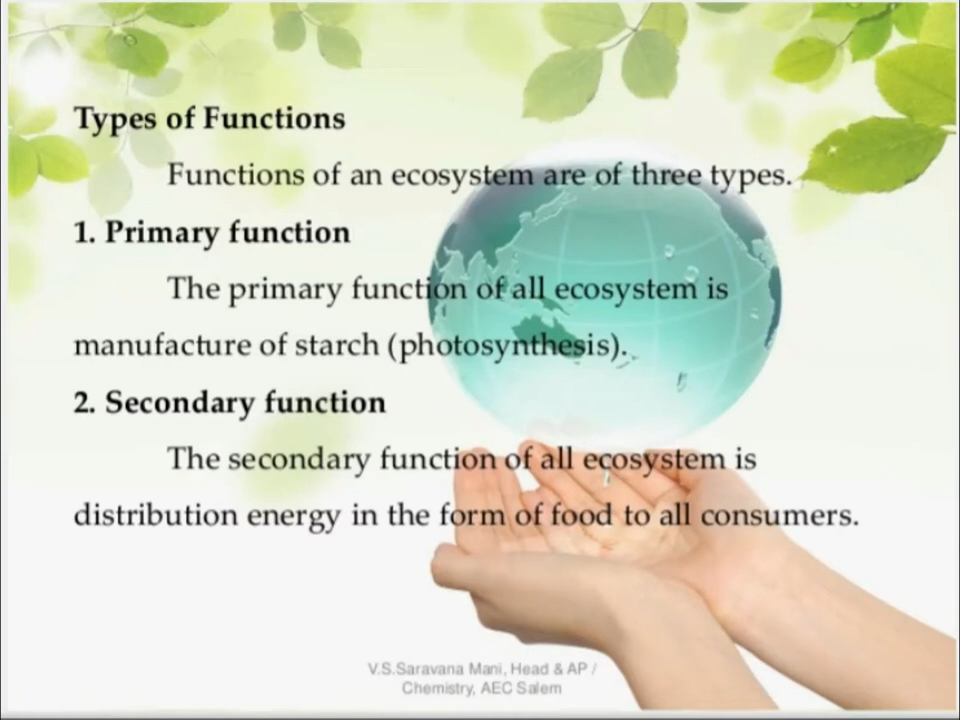 Types of Functions
Functions of an ecosystem are of three types.
1. Primary function
The primary function of all ecosystem is
manufacture of starch (photosynthesis).
2. Secondary function
The secondary function of all ecosystem is
distribution energy in the form of food to all consumers.
V.S.Saravana Mani, Head & AP /
Chemistry, AEC Salem